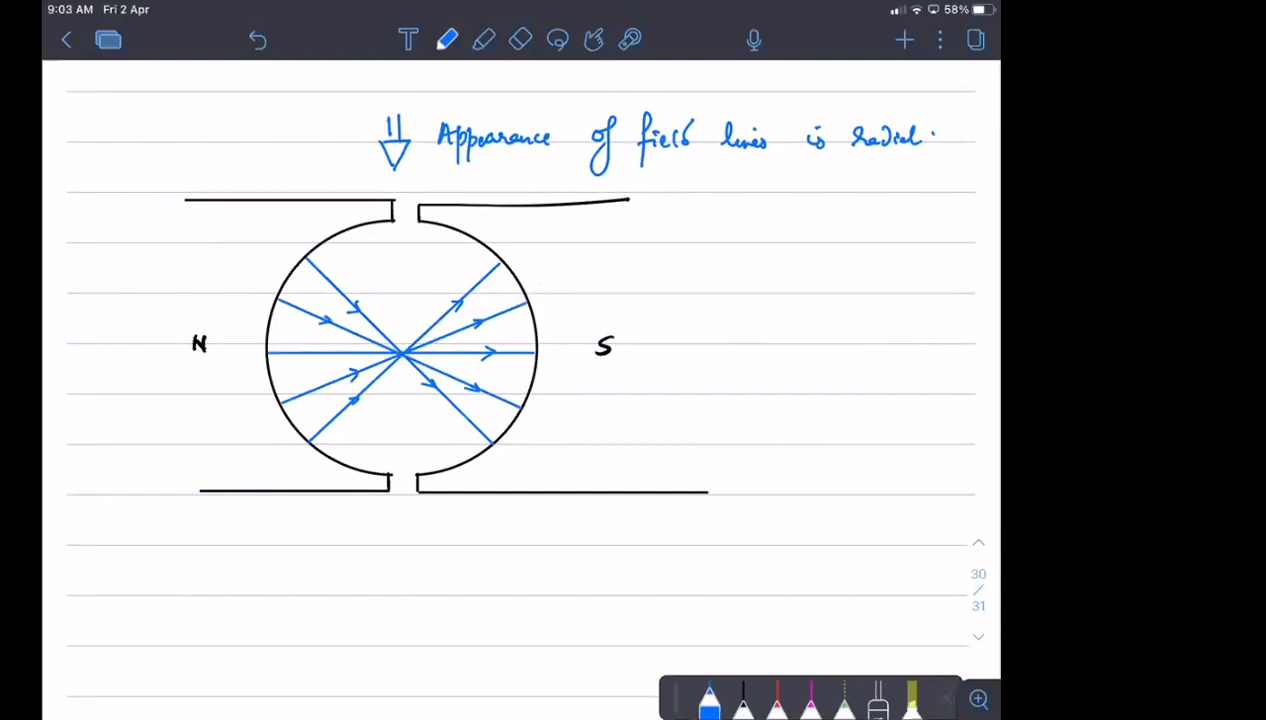 9:03 AM Fri 2 Apr
58%
T
Appearance of field lines is radial.
N
S
30
/
31